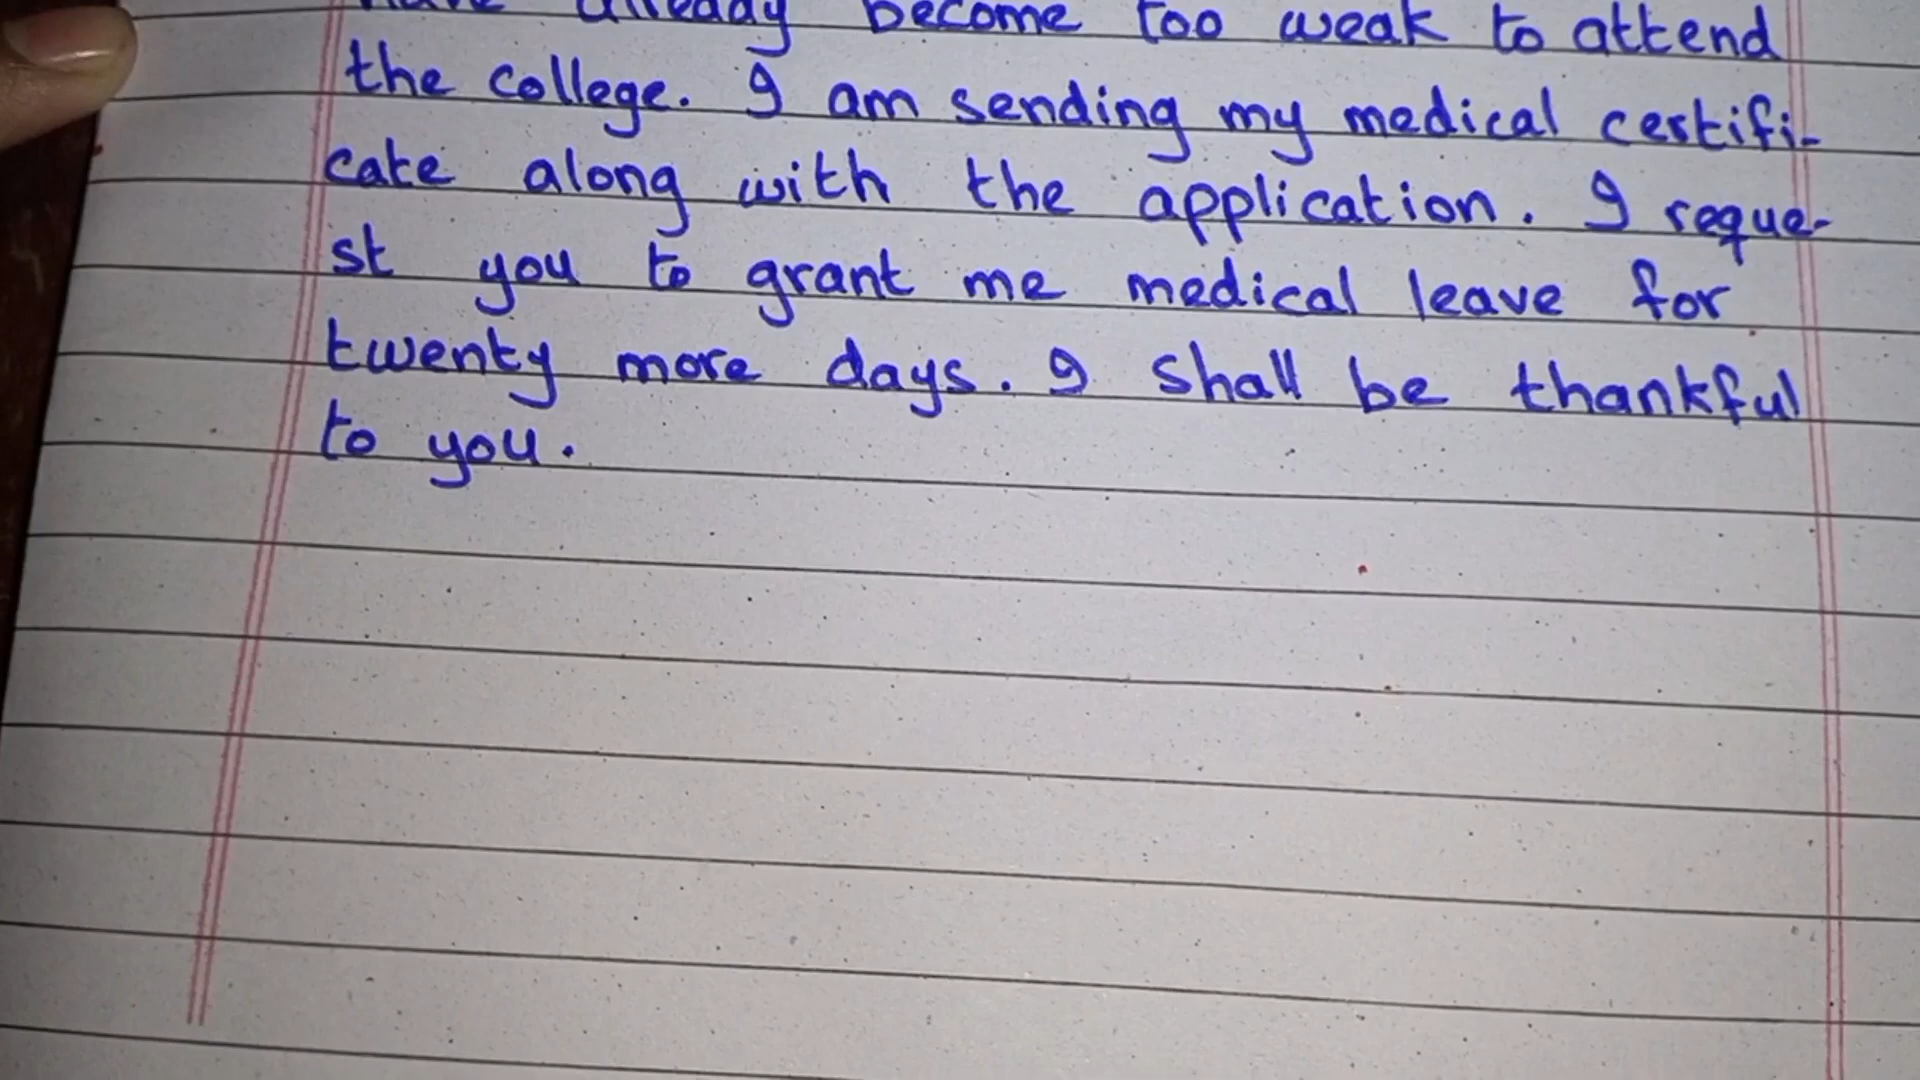 have already become too weak to attend
the college. I am sending my medical certifi-
cate along with the application. I reque-
st you to grant me medical leave for
twenty more days. I shall be thankful
to you.